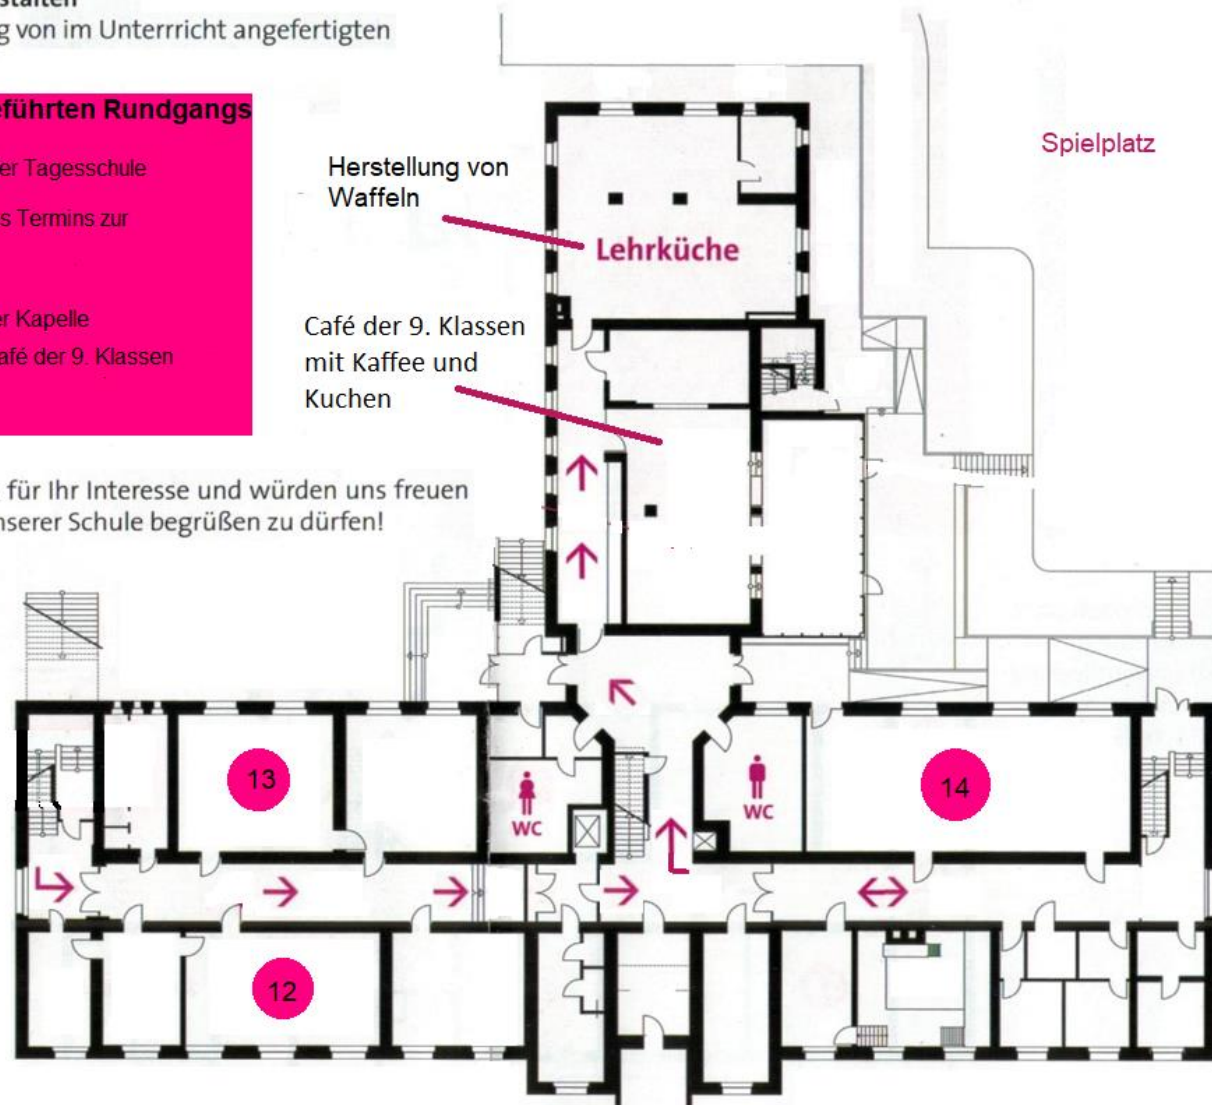 g von im Unterrricht angefertigten
führten Rundgangs
er Tagesschule
s Termins zur
er Kapelle
afé der 9. Klassen
für Ihr Interesse und würden uns freuen
nserer Schule begrüßen zu dürfen!
Herstellung von
Waffeln
Lehrküche
Café der 9. Klassen
mit Kaffee und
Kuchen
Spielplatz
13
WC
WC
14
12